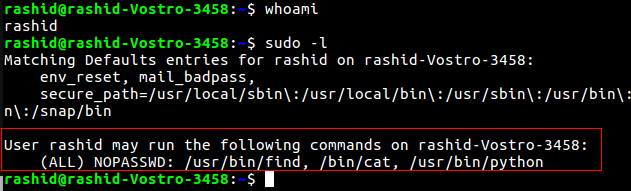 rashid@rashid-Vostro-3458:~$ whoami
rashid
rashid@rashid-Vostro-3458:~$ sudo -l
Matching Defaults entries for rashid on rashid-Vostro-3458:
    env_reset, mail_badpass,
    secure_path=/usr/local/sbin\:/usr/local/bin\:/usr/sbin\:/usr/bin\:/sbin\:/bi
n\:/snap/bin

User rashid may run the following commands on rashid-Vostro-3458:
    (ALL) NOPASSWD: /usr/bin/find, /bin/cat, /usr/bin/python
rashid@rashid-Vostro-3458:~$